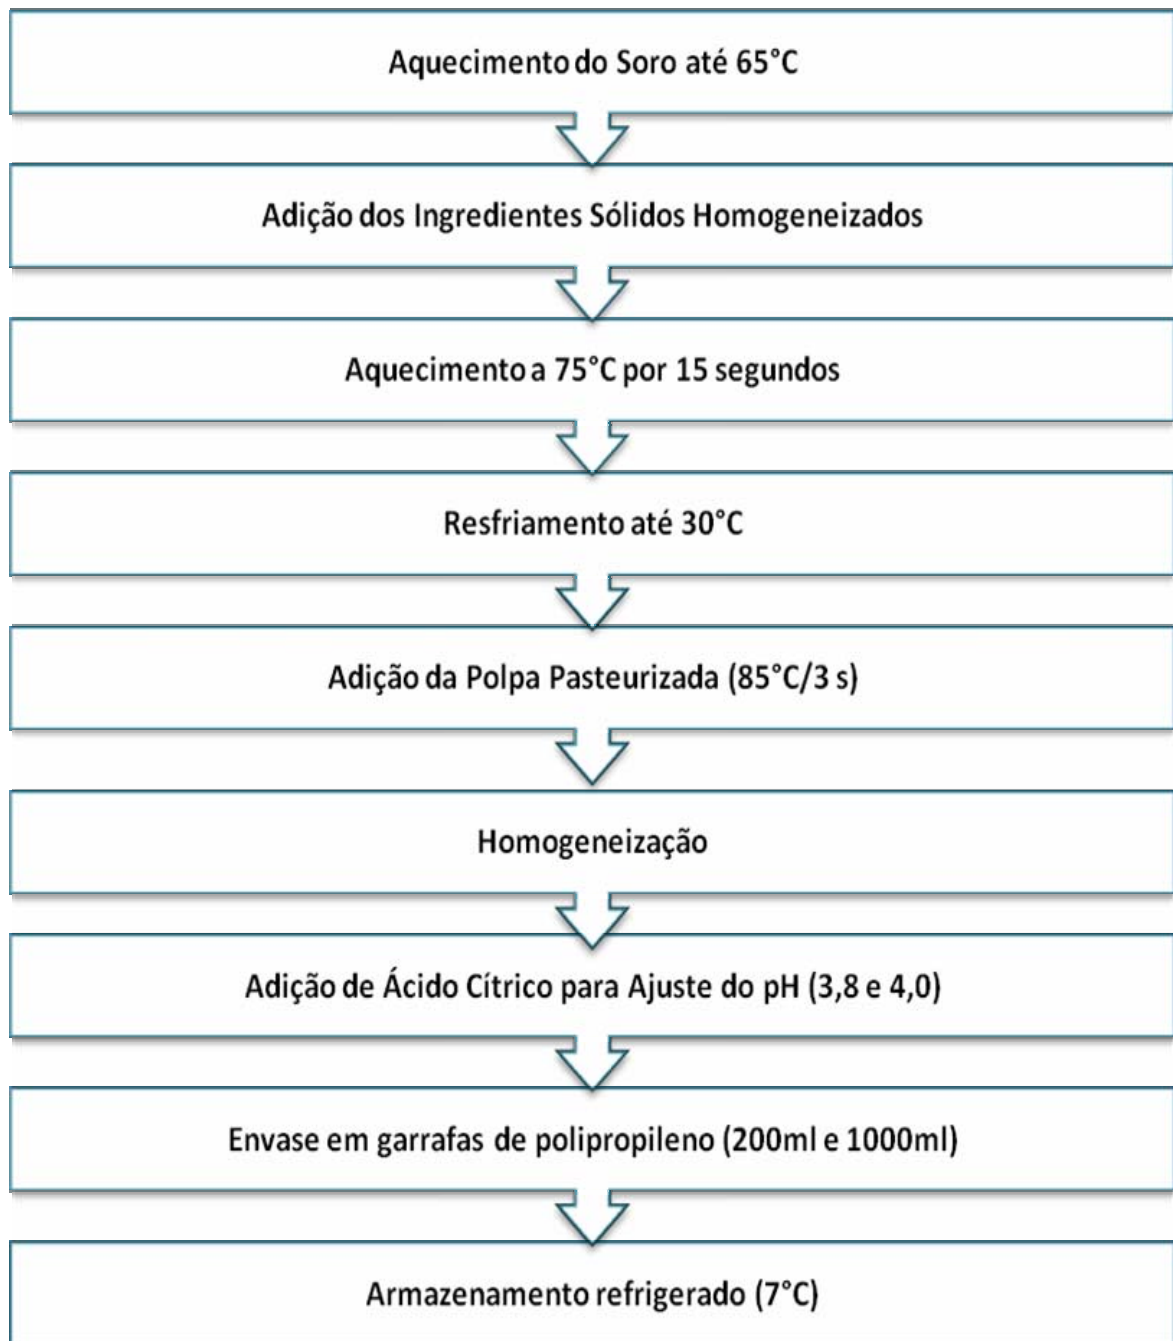 Aquecimento do Soro até 65°C
Adição dos Ingredientes Sólidos Homogeneizados
Aquecimento a 75°C por 15 segundos
Resfriamento até 30°C
Adição da Polpa Pasteurizada (85°C/3 s)
Homogeneização
Adição de Ácido Cítrico para Ajuste do pH (3,8 e 4,0)
Envase em garrafas de polipropileno (200ml e 1000ml)
Armazenamento refrigerado (7°C)